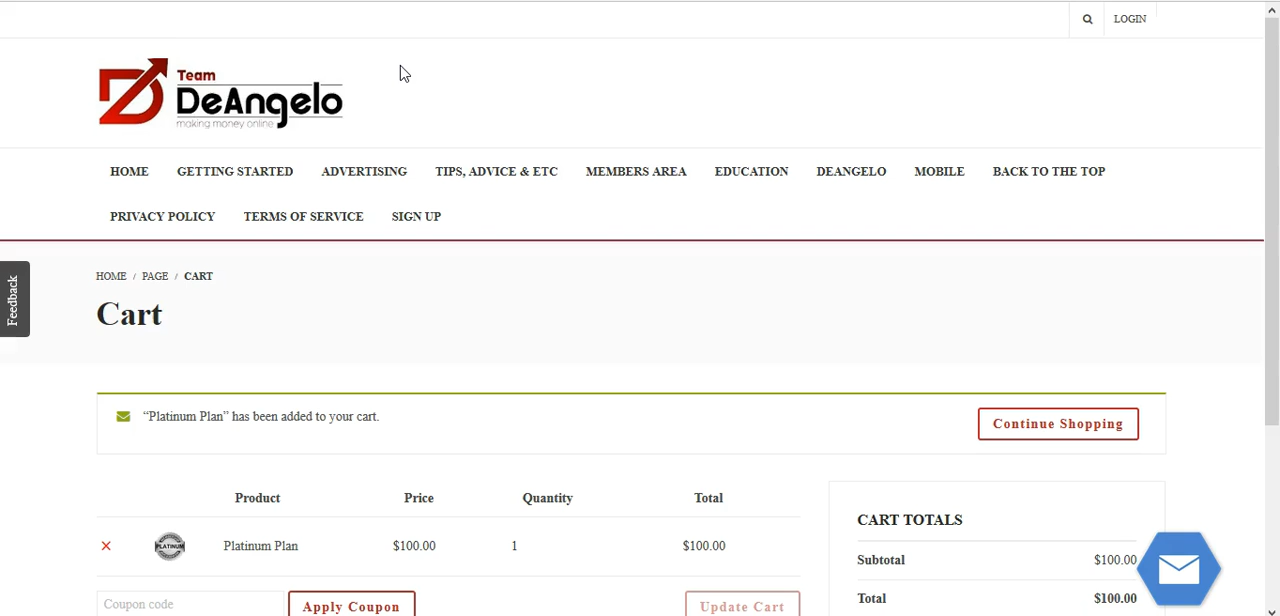 LOGIN
Team
DeAngelo
making money online
HOME GETTING STARTED ADVERTISING TIPS, ADVICE & ETC MEMBERS AREA EDUCATION DEANGELO MOBILE BACK TO THE TOP
PRIVACY POLICY TERMS OF SERVICE SIGN UP
Feedback
HOME / PAGE / CART
Cart
“Platinum Plan” has been added to your cart.
Continue Shopping
Product Price Quantity Total
PLATINUM Platinum Plan $100.00 1 $100.00
Coupon code Apply Coupon Update Cart
CART TOTALS
Subtotal $100.00
Total $100.00